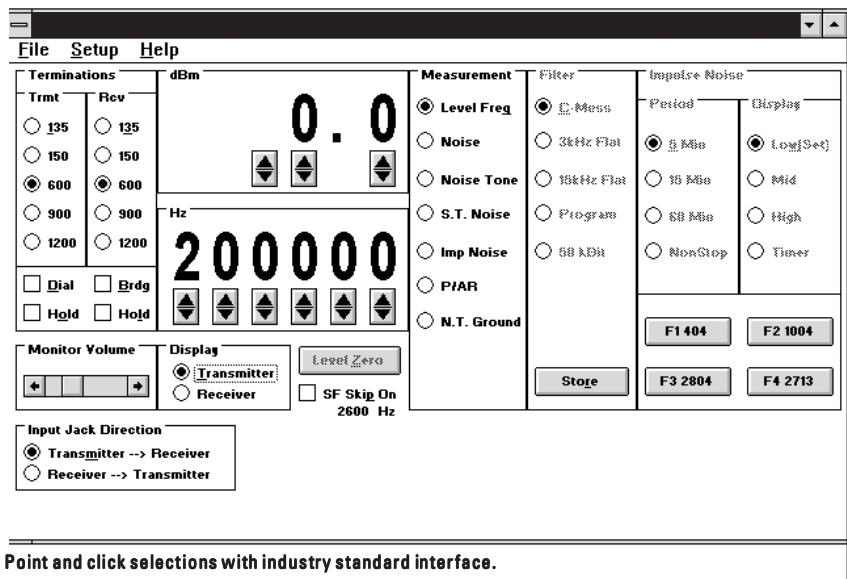 File Setup Help
Terminations
Trmt
135
150
600
900
1200
Rcv
135
150
600
900
1200
Dial
Hold
Brdg
Hold
dBm
0.0
Hz
200000
Measurement
Level Freq
Noise
Noise Tone
S.T. Noise
Imp Noise
P/AR
N.T. Ground
Filter
C-Mess
3kHz Flat
15kHz Flat
Program
50 kBit
Store
Impulse Noise
Period
5 Min
15 Min
60 Min
NonStop
Display
Low(Set)
Mid
High
Timer
F1 404
F2 1004
F3 2804
F4 2713
Monitor Volume
Display
Transmitter
Receiver
Level Zero
SF Skip On
2600 Hz
Input Jack Direction
Transmitter --> Receiver
Receiver --> Transmitter
Point and click selections with industry standard interface.